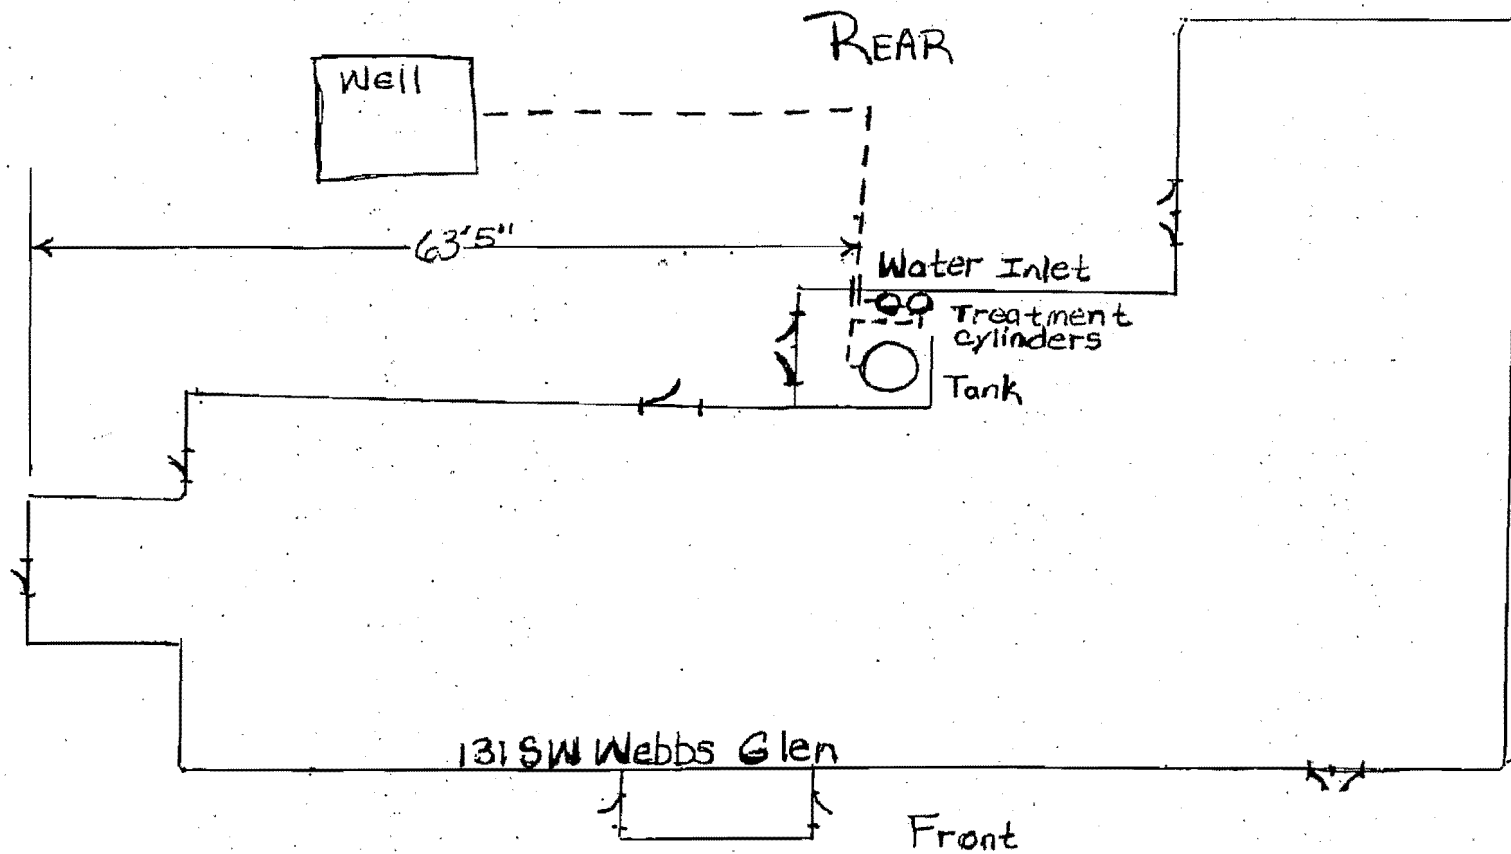 REAR
Well
63'5"
Water Inlet
Treatment
cylinders
Tank
131 SW Webbs Glen
Front